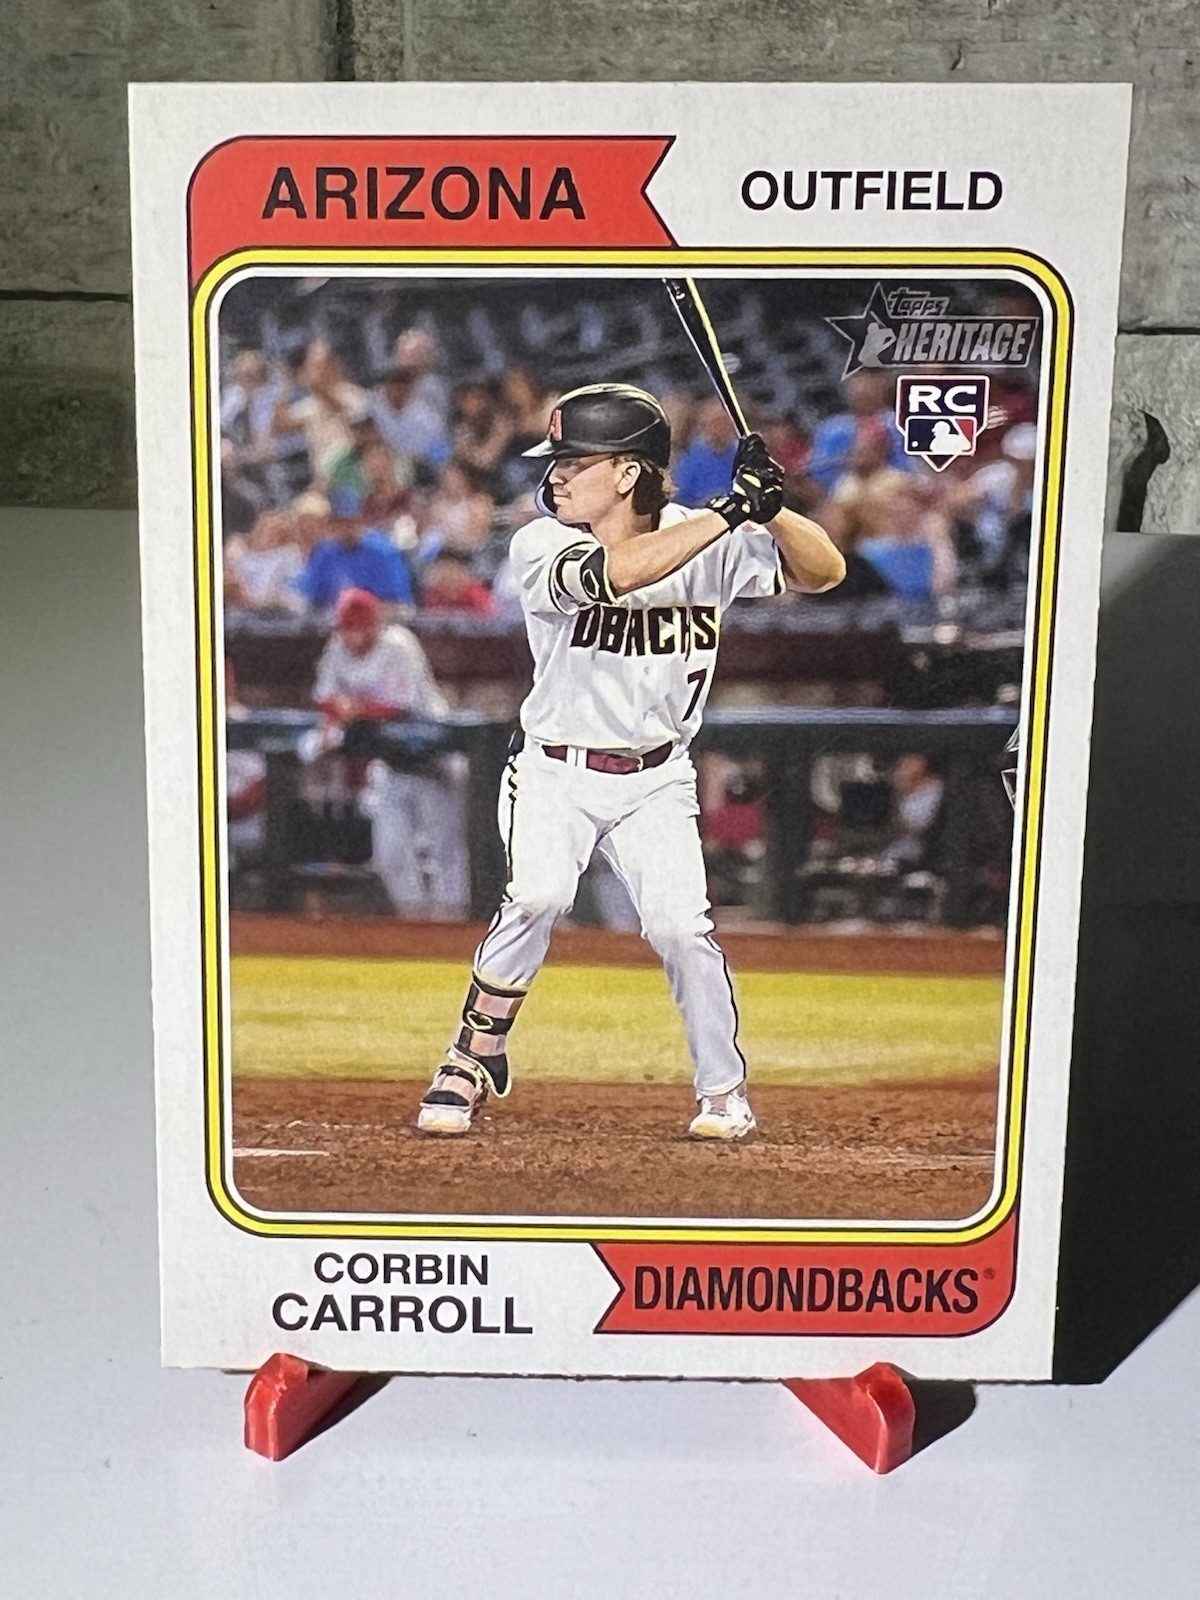 ARIZONA
OUTFIELD
Topps
HERITAGE
RC
A
DBACKS
7
CORBIN
CARROLL
DIAMONDBACKS®